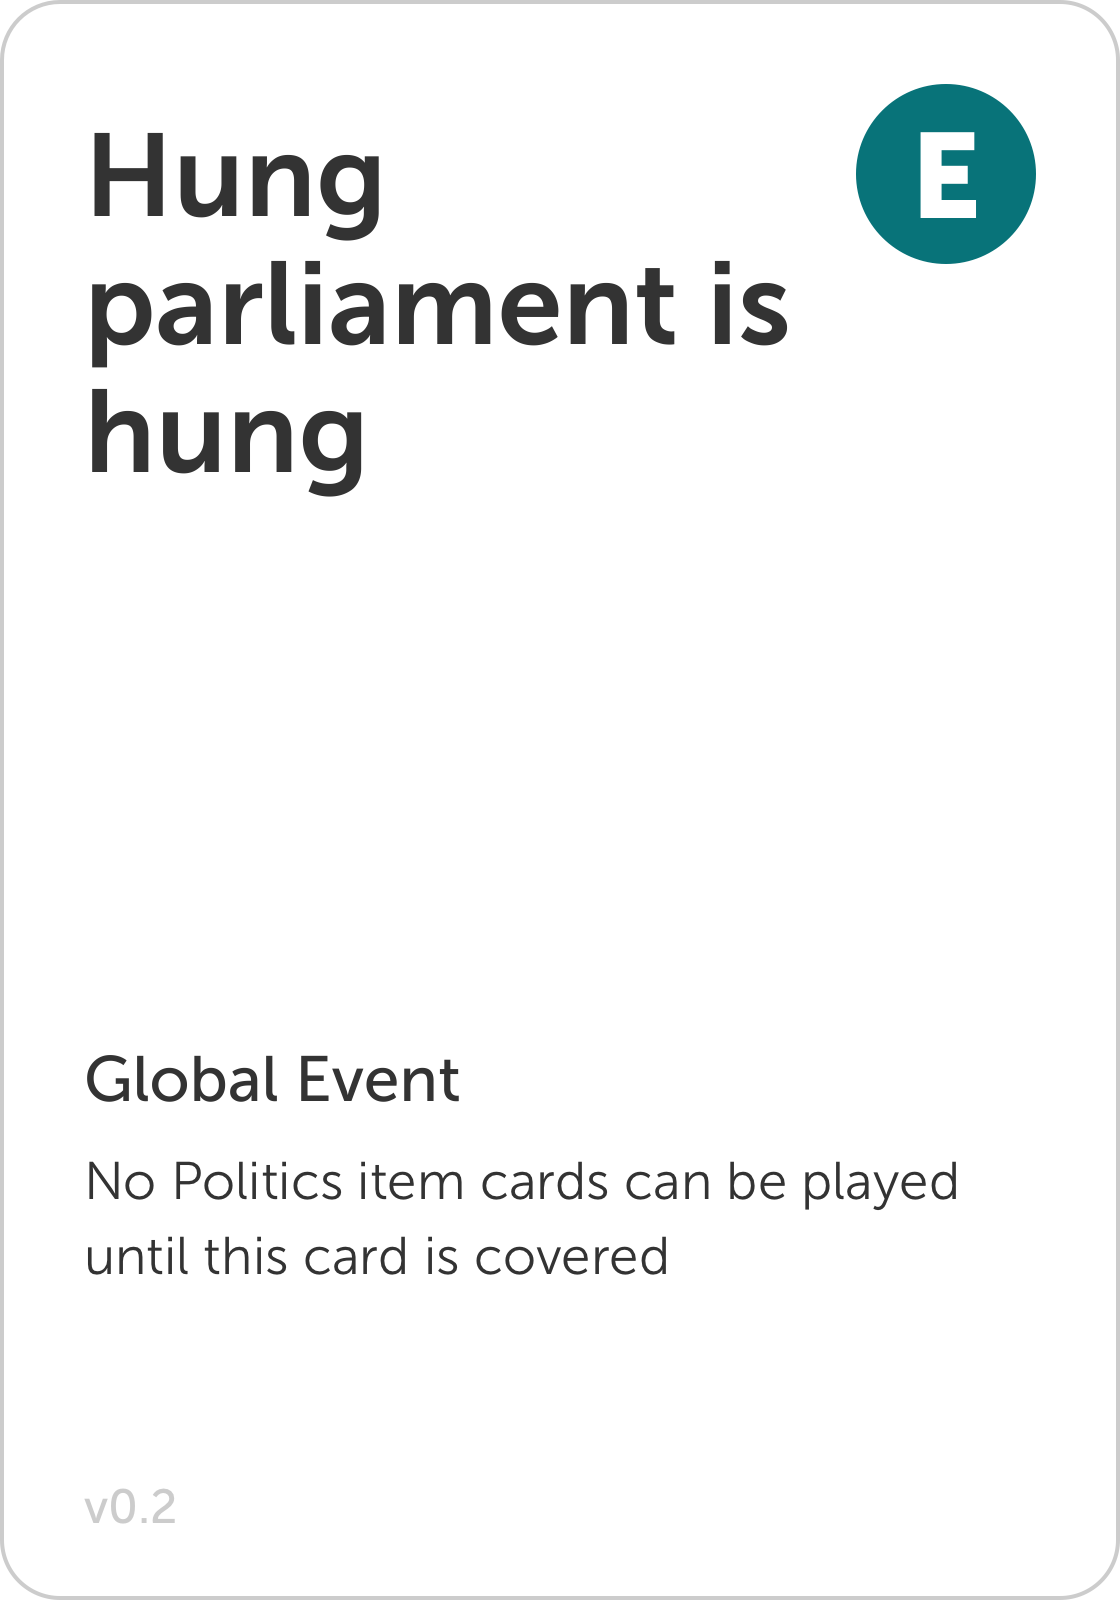 Hung
E
parliament is
hung
Global Event
No Politics item cards can be played
until this card is covered
v0.2